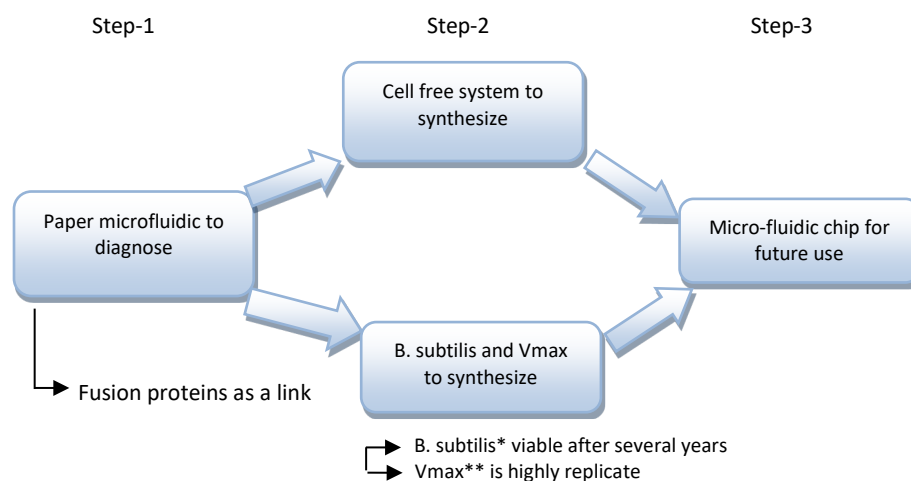 Step-1
Step-2
Step-3
Cell free system to
synthesize
Paper microfluidic to
diagnose
Micro-fluidic chip for
future use
B. subtilis and Vmax
to synthesize
Fusion proteins as a link
B. subtilis* viable after several years
Vmax** is highly replicate